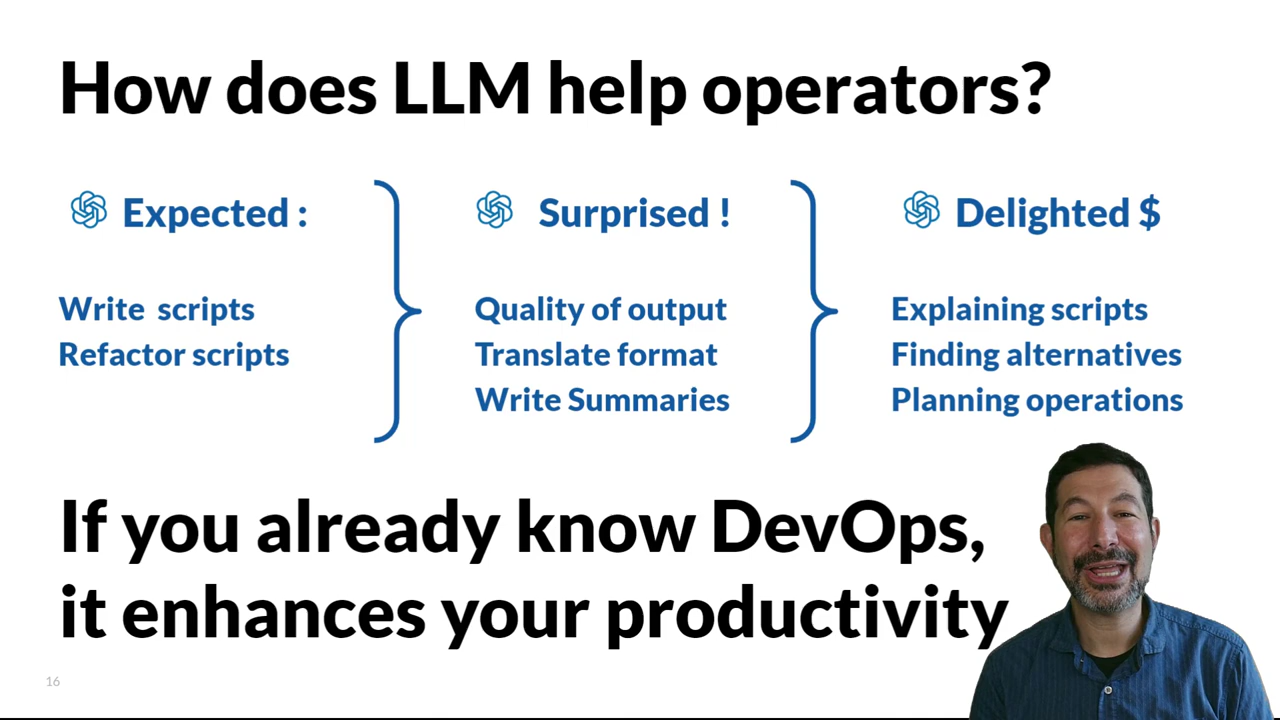 How does LLM help operators?
Expected :
Write scripts
Refactor scripts
Surprised !
Quality of output
Translate format
Write Summaries
Delighted $
Explaining scripts
Finding alternatives
Planning operations
If you already know DevOps,
it enhances your productivity
16